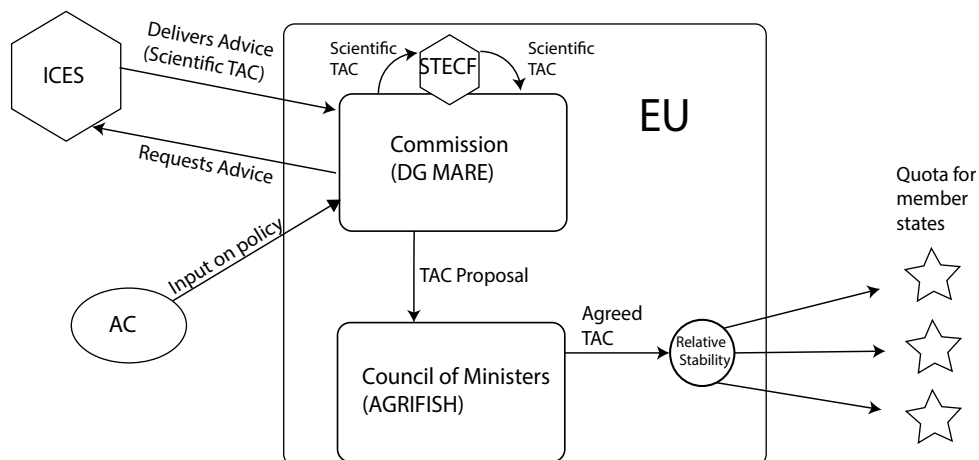 ICES
Delivers Advice
(Scientific TAC)
Requests Advice
Input on policy
AC
Scientific
TAC
STECF
Scientific
TAC
EU
Commission
(DG MARE)
TAC Proposal
Council of Ministers
(AGRIFISH)
Agreed
TAC
Relative
Stability
Quota for
member
states